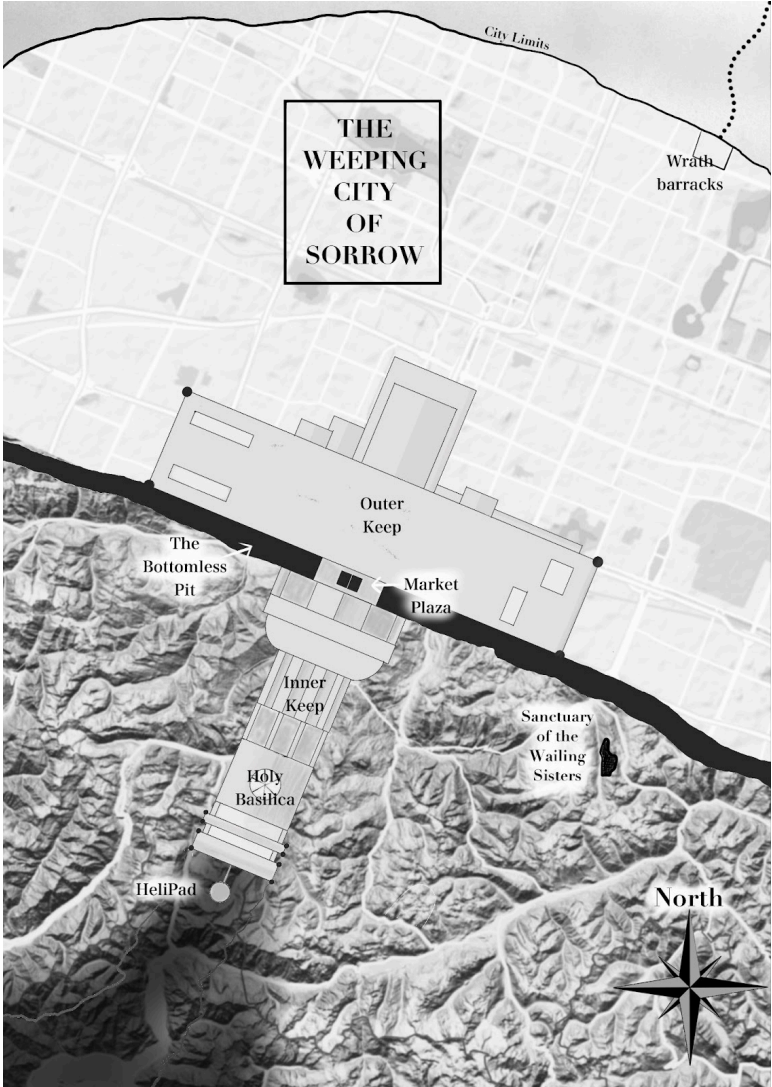 City Limits
THE
WEEPING
CITY
OF
SORROW
Wrath
barracks
Outer
Keep
The
Bottomless
Pit
Market
Plaza
Inner
Keep
Sanctuary
of the
Wailing
Sisters
Holy
Basilica
HeliPad
North